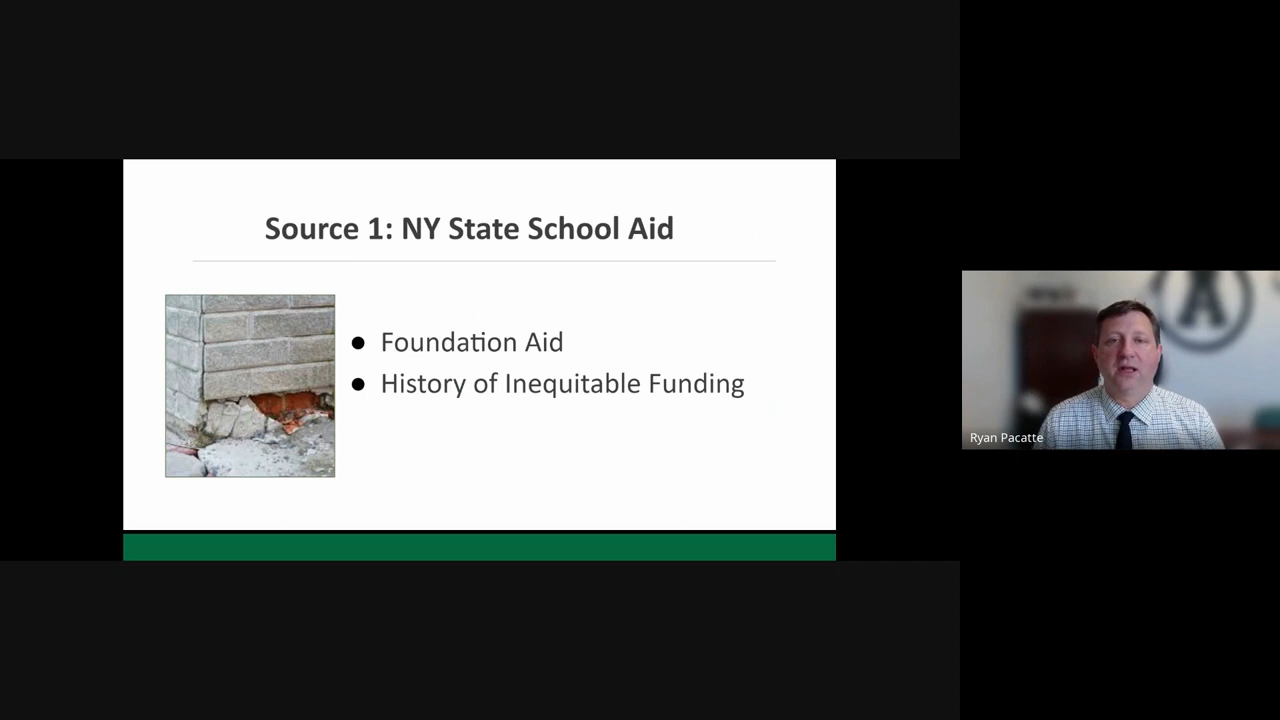 Source 1: NY State School Aid
● Foundation Aid
● History of Inequitable Funding
A
Ryan Pacatte